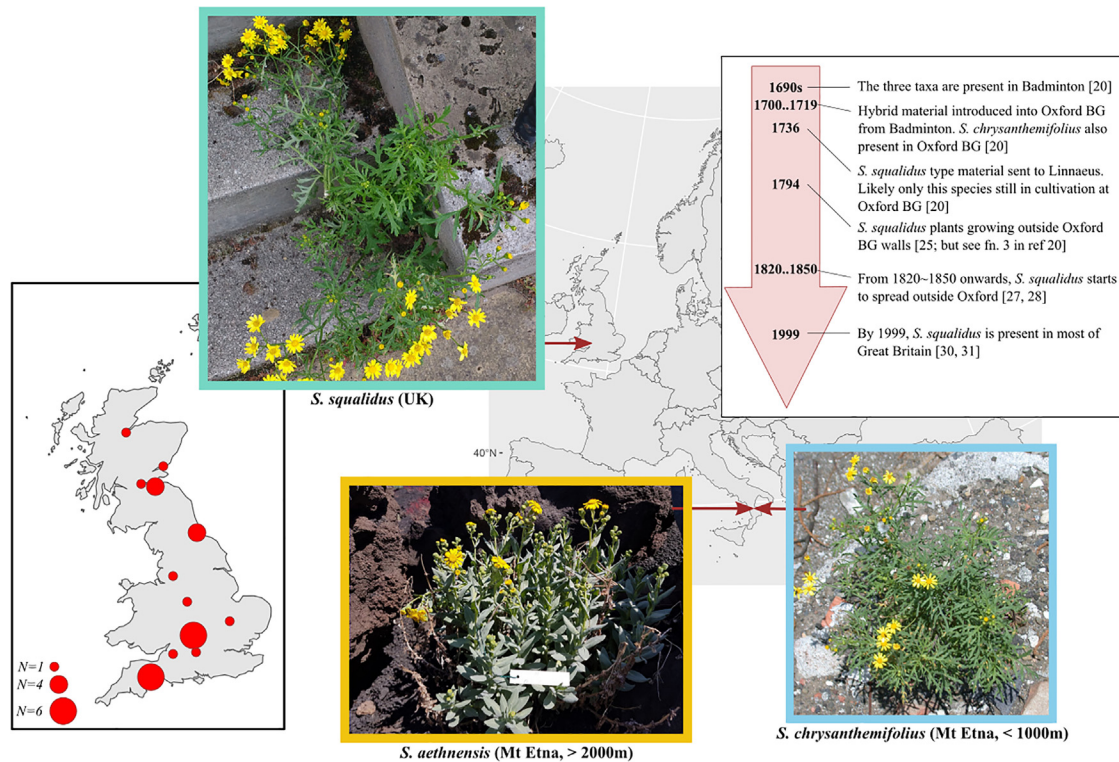 1690s
The three taxa are present in Badminton [20]
1700..1719
Hybrid material introduced into Oxford BG
from Badminton. S. chrysanthemifolius also
present in Oxford BG [20]
1736
S. squalidus type material sent to Linnaeus.
Likely only this species still in cultivation at
Oxford BG [20]
1794
S. squalidus plants growing outside Oxford
BG walls [25; but see fn. 3 in ref 20]
1820..1850
From 1820~1850 onwards, S. squalidus starts
to spread outside Oxford [27, 28]
1999
By 1999, S. squalidus is present in most of
Great Britain [30, 31]
S. squalidus (UK)
40°N
N=1
N=4
N=6
S. aethnensis (Mt Etna, > 2000m)
S. chrysanthemifolius (Mt Etna, < 1000m)